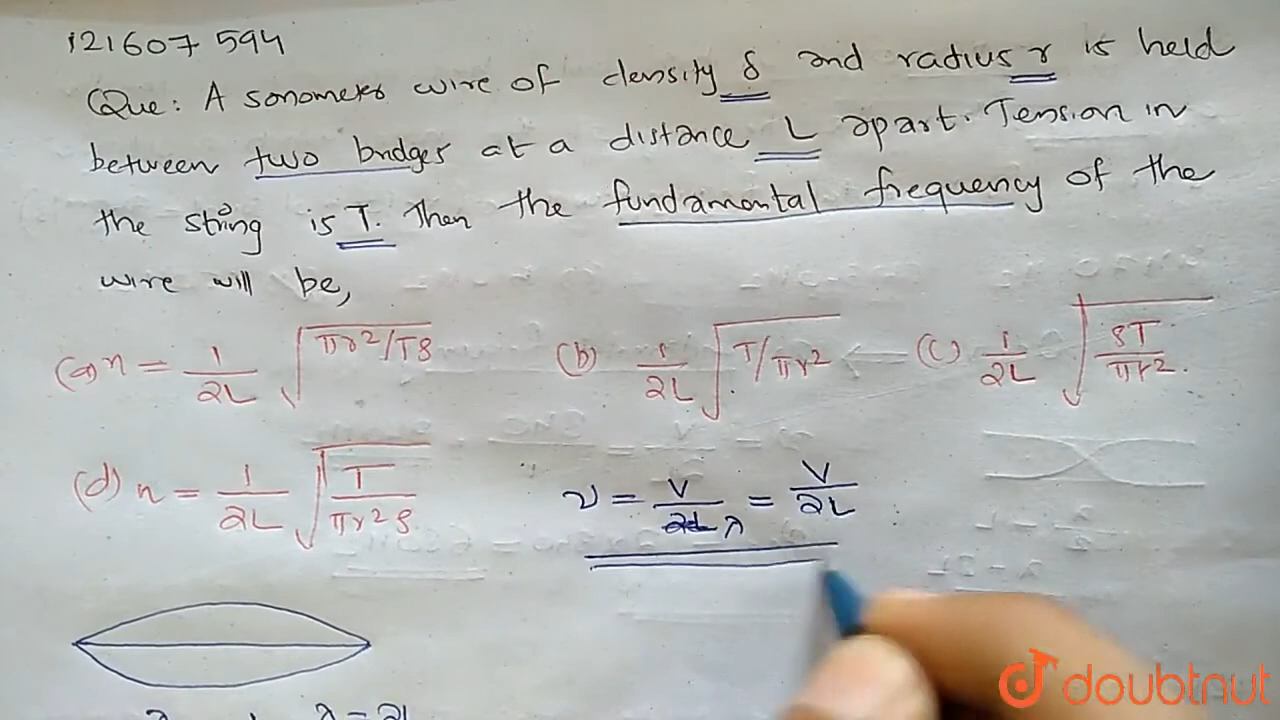 121607594
Que: A sonometer wire of density δ and radius r is held
between two bridges at a distance L apart. Tension in
the string is T. Then the fundamental frequency of the
wire will be,
(a) n = 1/2L √πr²/Tδ (b) 1/2L √T/πr² (c) 1/2L √δT/πr²
(d) n = 1/2L √T/πr²δ ν = V/λ = V/2L
λ = 2L
doubtnut